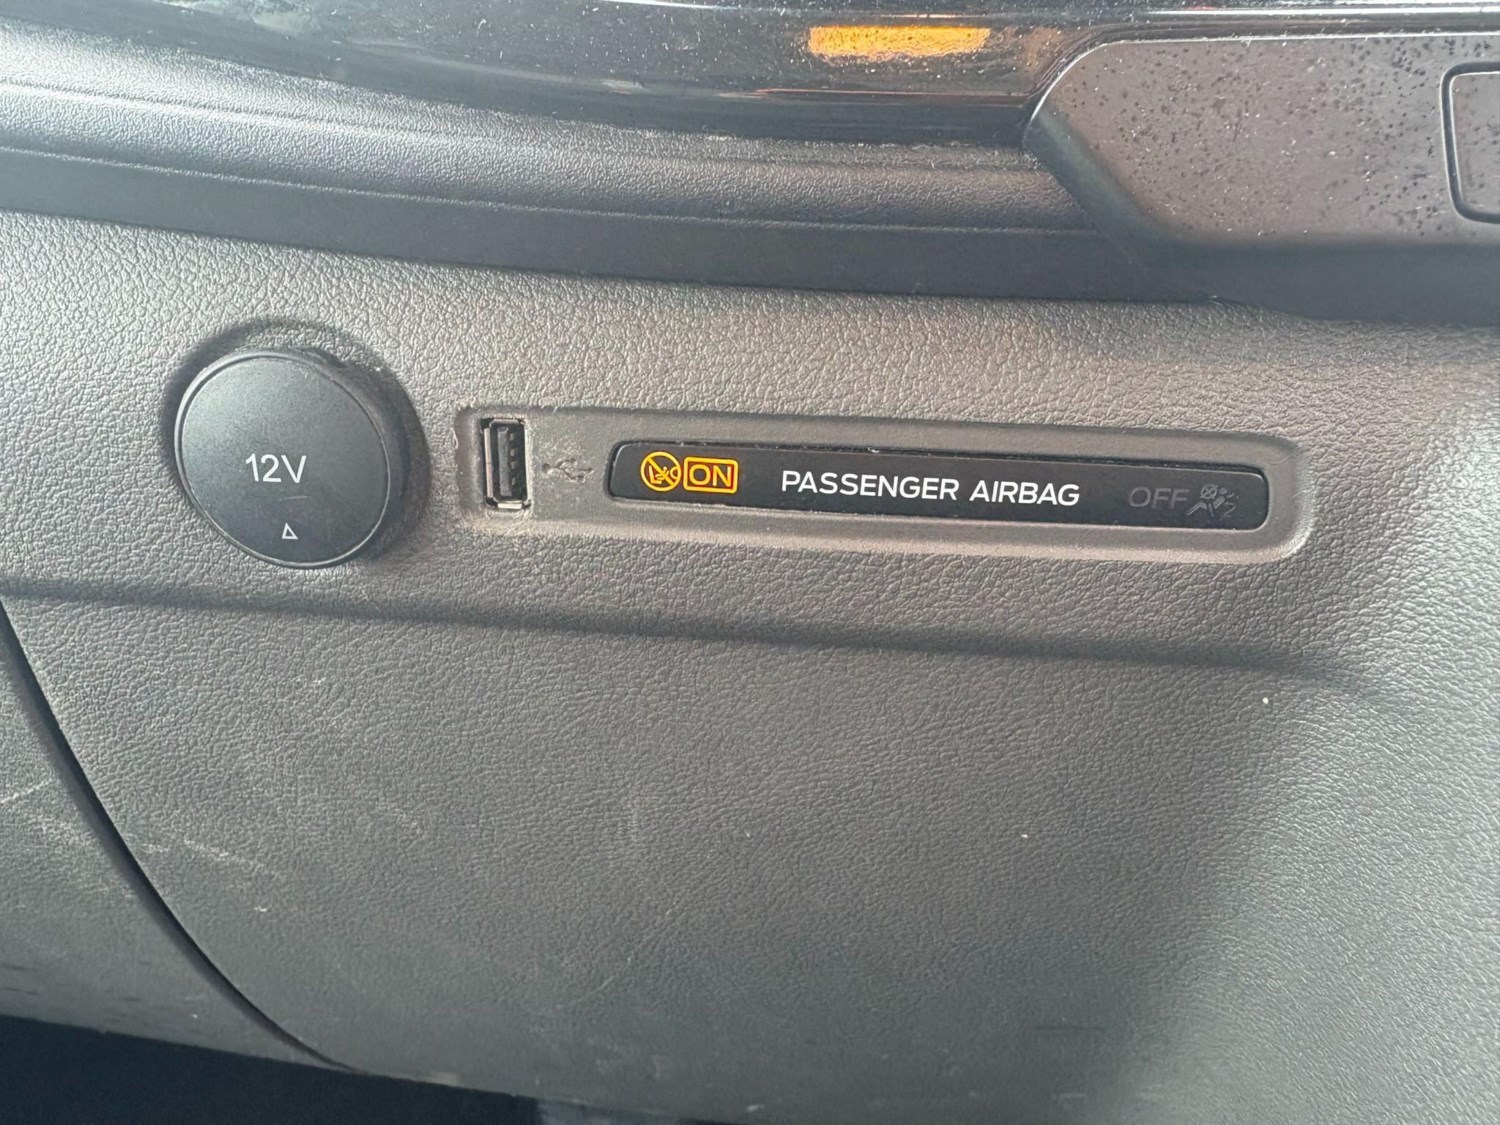 12V
ON PASSENGER AIRBAG OFF